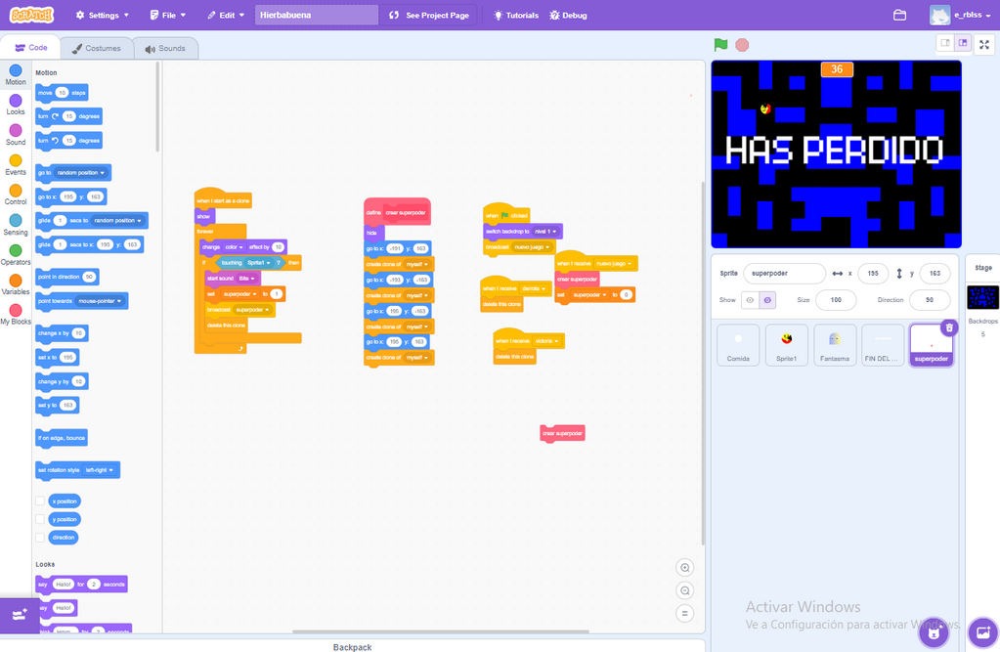 SCRATCH
Settings
File
Edit
Hierbabuena
See Project Page
Tutorials
Debug
e_rblss
Code
Costumes
Sounds
Motion
Looks
Sound
Events
Control
Sensing
Operators
Variables
My Blocks
Motion
move 10 steps
turn 15 degrees
turn 15 degrees
go to random position
go to x: 195 y: 163
glide 1 secs to random position
glide 1 secs to x: 195 y: 163
point in direction 90
point towards mouse-pointer
change x by 10
set x to 195
change y by 10
set y to 163
if on edge, bounce
set rotation style left-right
x position
y position
direction
Looks
say Hello! for 2 seconds
say Hello!
when I start as a clone
show
forever
change color effect by 10
if touching Sprite1 ? then
start sound Bite
set superpoder to 1
broadcast superpoder
delete this clone
define crear superpoder
hide
go to x: -191 y: 163
create clone of myself
go to x: -193 y: -163
create clone of myself
go to x: 195 y: -163
create clone of myself
go to x: 195 y: 163
create clone of myself
when clicked
switch backdrop to nivel 1
broadcast nuevo juego
when I receive nuevo juego
crear superpoder
set superpoder to 0
when I receive derrota
delete this clone
when I receive victoria
delete this clone
crear superpoder
36
HAS PERDIDO
Sprite superpoder x 195 y 163
Show Size 100 Direction 90
Comida
Sprite1
Fantasma
FIN DEL ...
superpoder
Stage
Backdrops
5
Activar Windows
Ve a Configuración para activar Windows.
Backpack